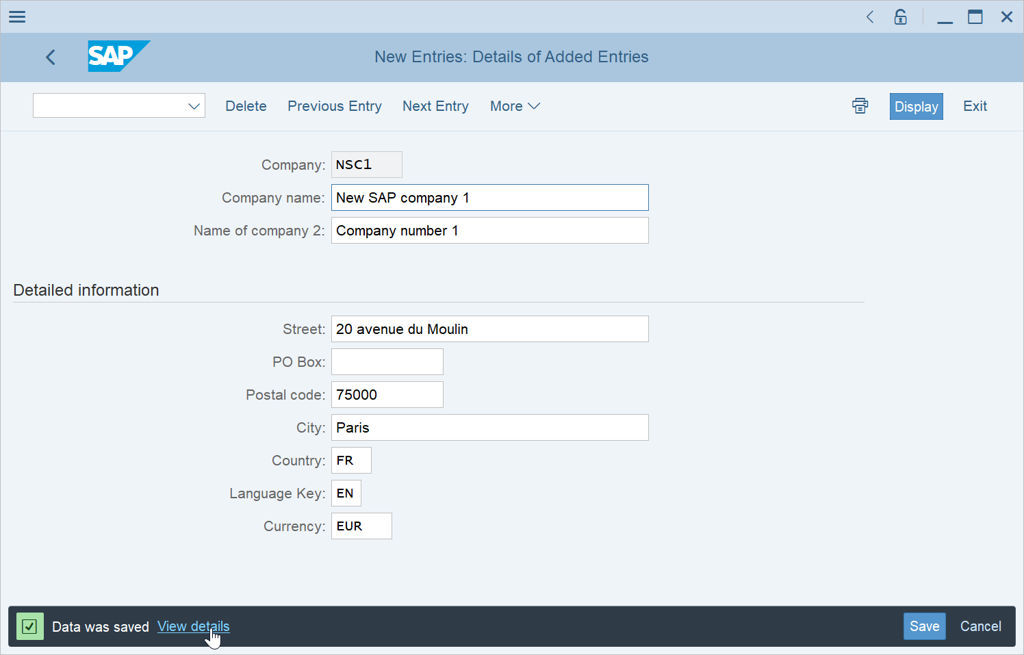 SAP
New Entries: Details of Added Entries
Delete Previous Entry Next Entry More Display Exit
Company: NSC1
Company name: New SAP company 1
Name of company 2: Company number 1
Detailed information
Street: 20 avenue du Moulin
PO Box:
Postal code: 75000
City: Paris
Country: FR
Language Key: EN
Currency: EUR
Data was saved View details Save Cancel